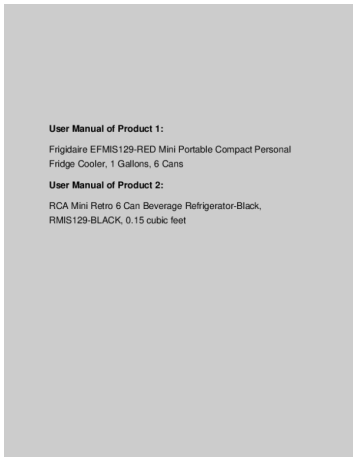 User Manual of Product 1:
Frigidaire EFMIS129-RED Mini Portable Compact Personal
Fridge Cooler, 1 Gallons, 6 Cans
User Manual of Product 2:
RCA Mini Retro 6 Can Beverage Refrigerator-Black,
RMIS129-BLACK, 0.15 cubic feet